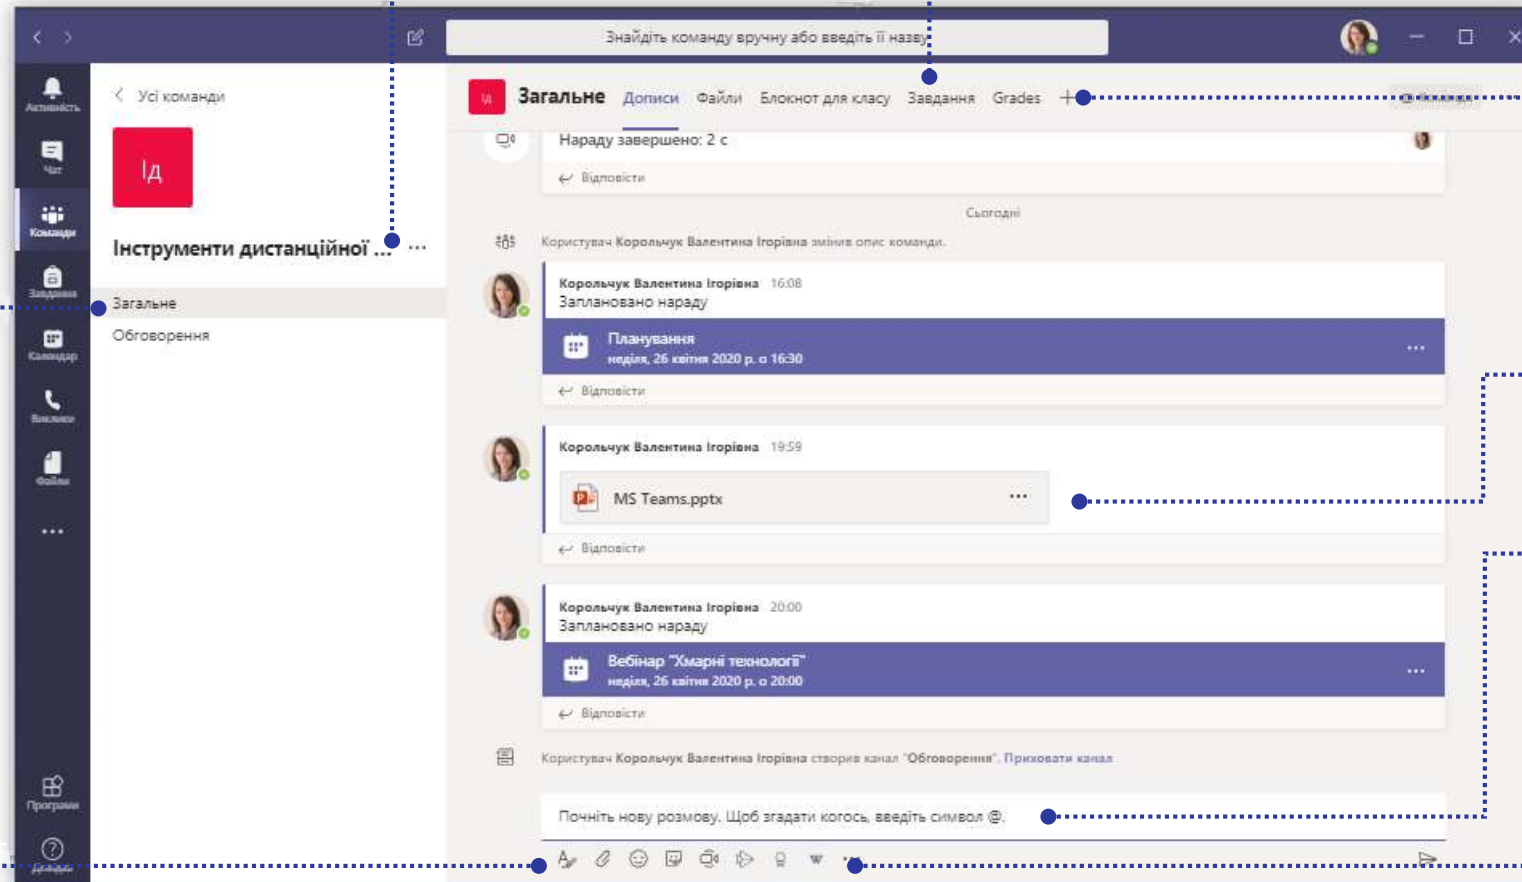 Знайдіть команду вручну або введіть її назву
Активність
Чат
Команди
Завдання
Календар
Виклики
Файли
Програми
Довідка
Усі команди
Ід
Інструменти дистанційної ...
Загальне
Обговорення
Ід
Загальне Дописи Файли Блокнот для класу Завдання Grades
Команда
Нараду завершено: 2 с
Відповісти
Сьогодні
Користувач Корольчук Валентина Ігорівна змінив опис команди.
Корольчук Валентина Ігорівна 16:08
Заплановано нараду
Планування
неділя, 26 квітня 2020 р. о 16:30
Відповісти
Корольчук Валентина Ігорівна 19:59
MS Teams.pptx
Відповісти
Корольчук Валентина Ігорівна 20:00
Заплановано нараду
Вебінар "Хмарні технології"
неділя, 26 квітня 2020 р. о 20:00
Відповісти
Користувач Корольчук Валентина Ігорівна створив канал "Обговорення". Приховати канал
Почніть нову розмову. Щоб згадати когось, введіть символ @.